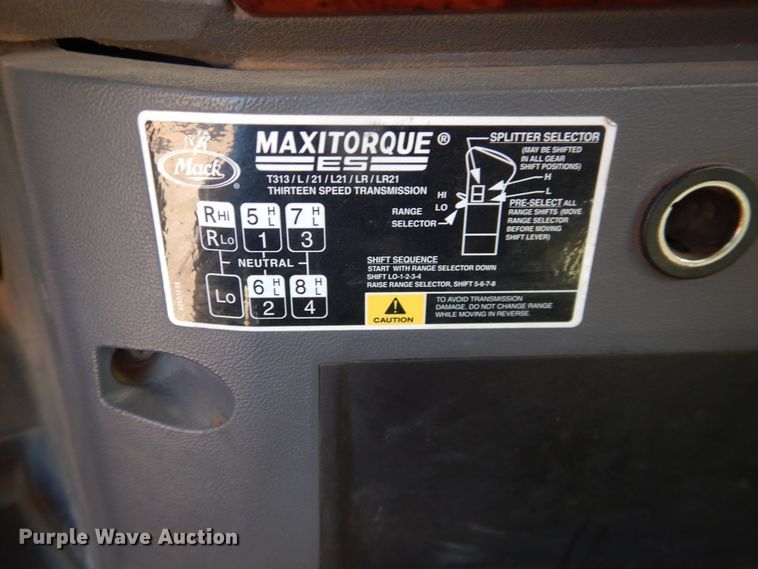 Mack ®
MAXITORQUE ®
ES
T313 / L / 21 / L21 / LR / LR21
THIRTEEN SPEED TRANSMISSION
R HI 5 H L 7 H L
R LO 1 3
NEUTRAL
Lo 6 H L 8 H L
2 4
SPLITTER SELECTOR
(MAY BE SHIFTED
IN ALL GEAR
SHIFT POSITIONS)
H
L
HI
LO
RANGE
SELECTOR
PRE-SELECT ALL
RANGE SHIFTS (MOVE
RANGE SELECTOR
BEFORE MOVING
SHIFT LEVER)
SHIFT SEQUENCE
START WITH RANGE SELECTOR DOWN
SHIFT LO-1-2-3-4
RAISE RANGE SELECTOR, SHIFT 5-6-7-8
CAUTION
TO AVOID TRANSMISSION
DAMAGE, DO NOT CHANGE RANGE
WHILE MOVING IN REVERSE.
Purple Wave Auction